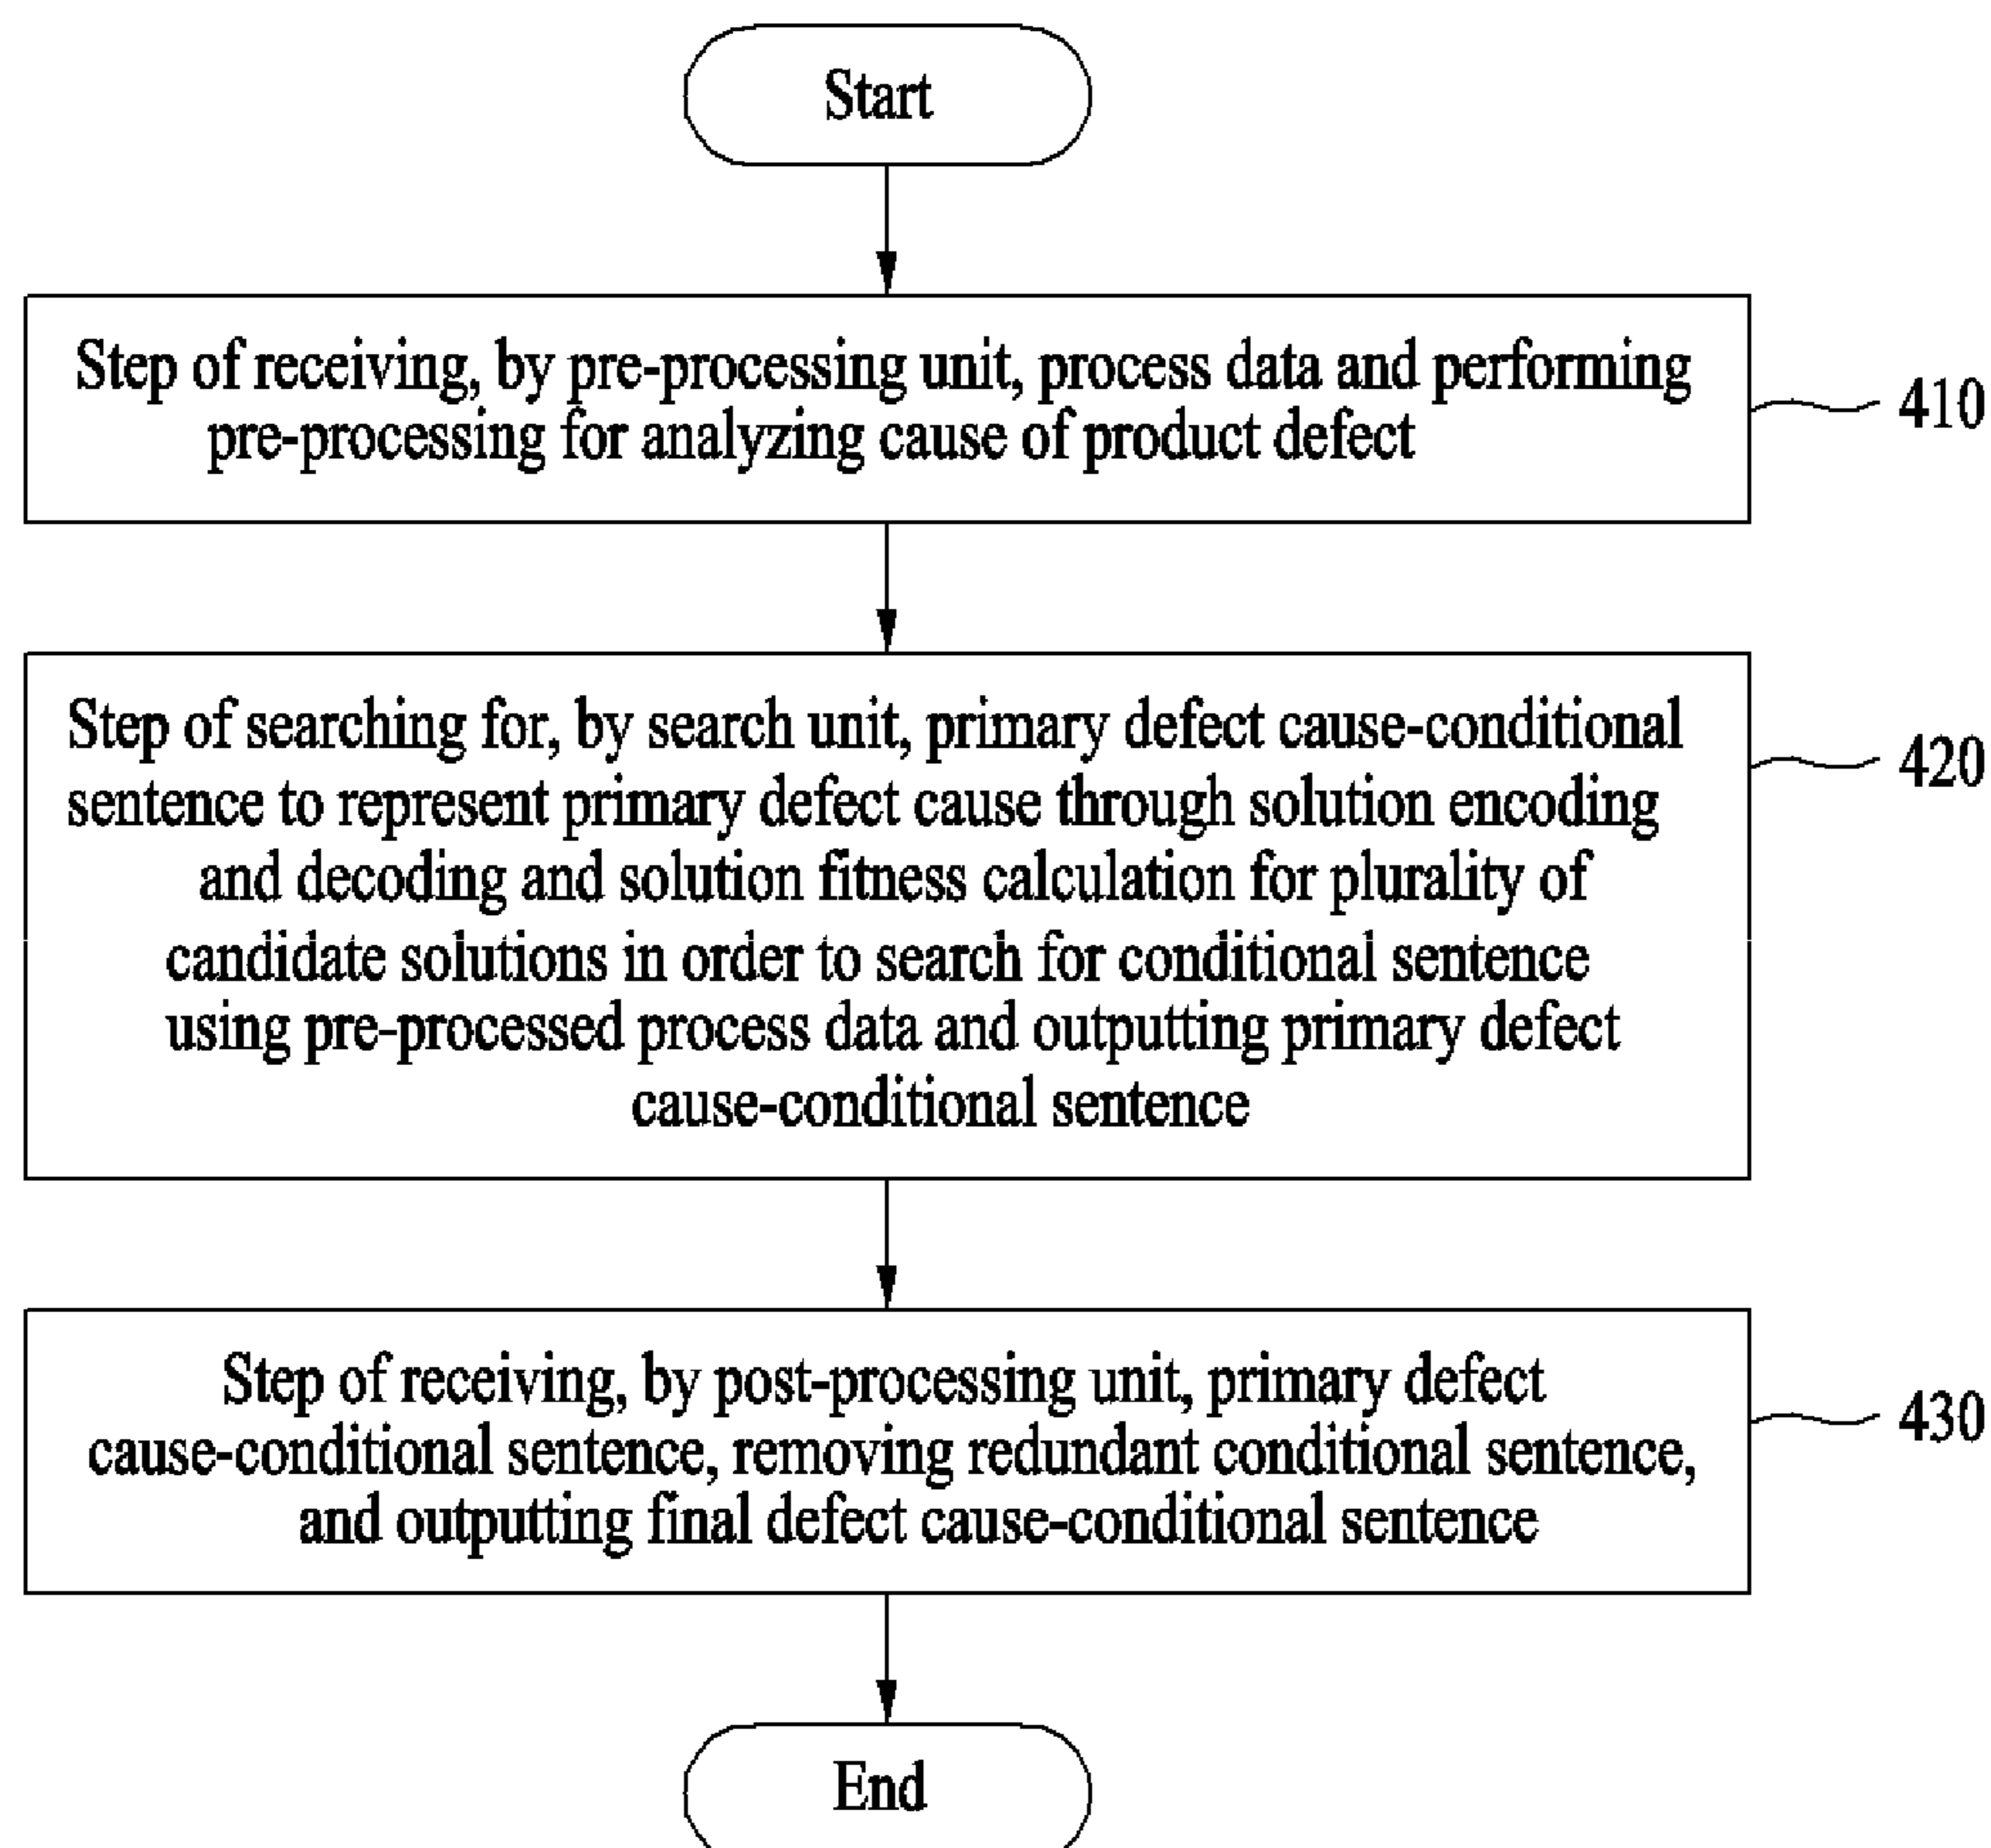 Start
Step of receiving, by pre-processing unit, process data and performing
pre-processing for analyzing cause of product defect
410
Step of searching for, by search unit, primary defect cause-conditional
sentence to represent primary defect cause through solution encoding
and decoding and solution fitness calculation for plurality of
candidate solutions in order to search for conditional sentence
using pre-processed process data and outputting primary defect
cause-conditional sentence
420
Step of receiving, by post-processing unit, primary defect
cause-conditional sentence, removing redundant conditional sentence,
and outputting final defect cause-conditional sentence
430
End